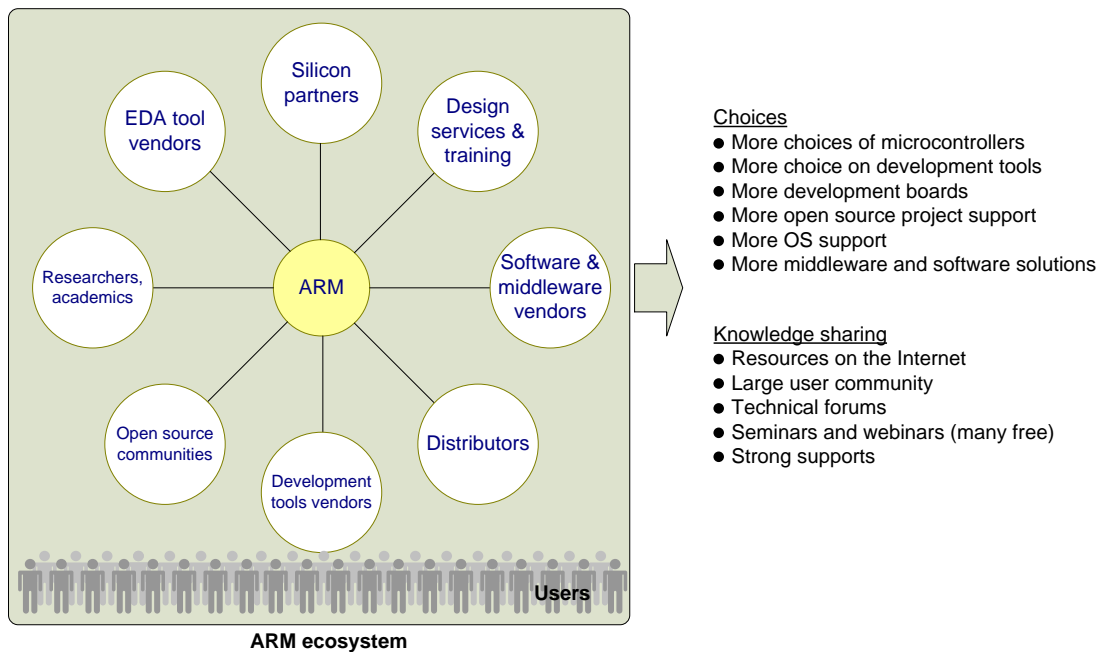 Silicon
partners
EDA tool
vendors
Design
services &
training
Researchers,
academics
ARM
Software &
middleware
vendors
Open source
communities
Development
tools vendors
Distributors
Users
ARM ecosystem
Choices
● More choices of microcontrollers
● More choice on development tools
● More development boards
● More open source project support
● More OS support
● More middleware and software solutions
Knowledge sharing
● Resources on the Internet
● Large user community
● Technical forums
● Seminars and webinars (many free)
● Strong supports